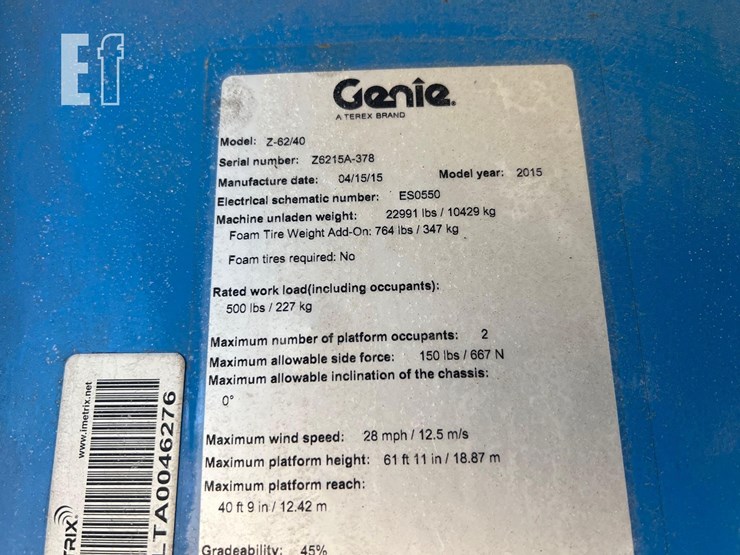 Ef
Genie.
A TEREX BRAND
Model: Z-62/40
Serial number: Z6215A-378
Manufacture date: 04/15/15 Model year: 2015
Electrical schematic number: ES0550
Machine unladen weight: 22991 lbs / 10429 kg
Foam Tire Weight Add-On: 764 lbs / 347 kg
Foam tires required: No
Rated work load(including occupants):
500 lbs / 227 kg
Maximum number of platform occupants: 2
Maximum allowable side force: 150 lbs / 667 N
Maximum allowable inclination of the chassis:
0°
Maximum wind speed: 28 mph / 12.5 m/s
Maximum platform height: 61 ft 11 in / 18.87 m
Maximum platform reach:
40 ft 9 in / 12.42 m
Gradeability: 45%
www.imetrix.net
LTA0046276
TRIX